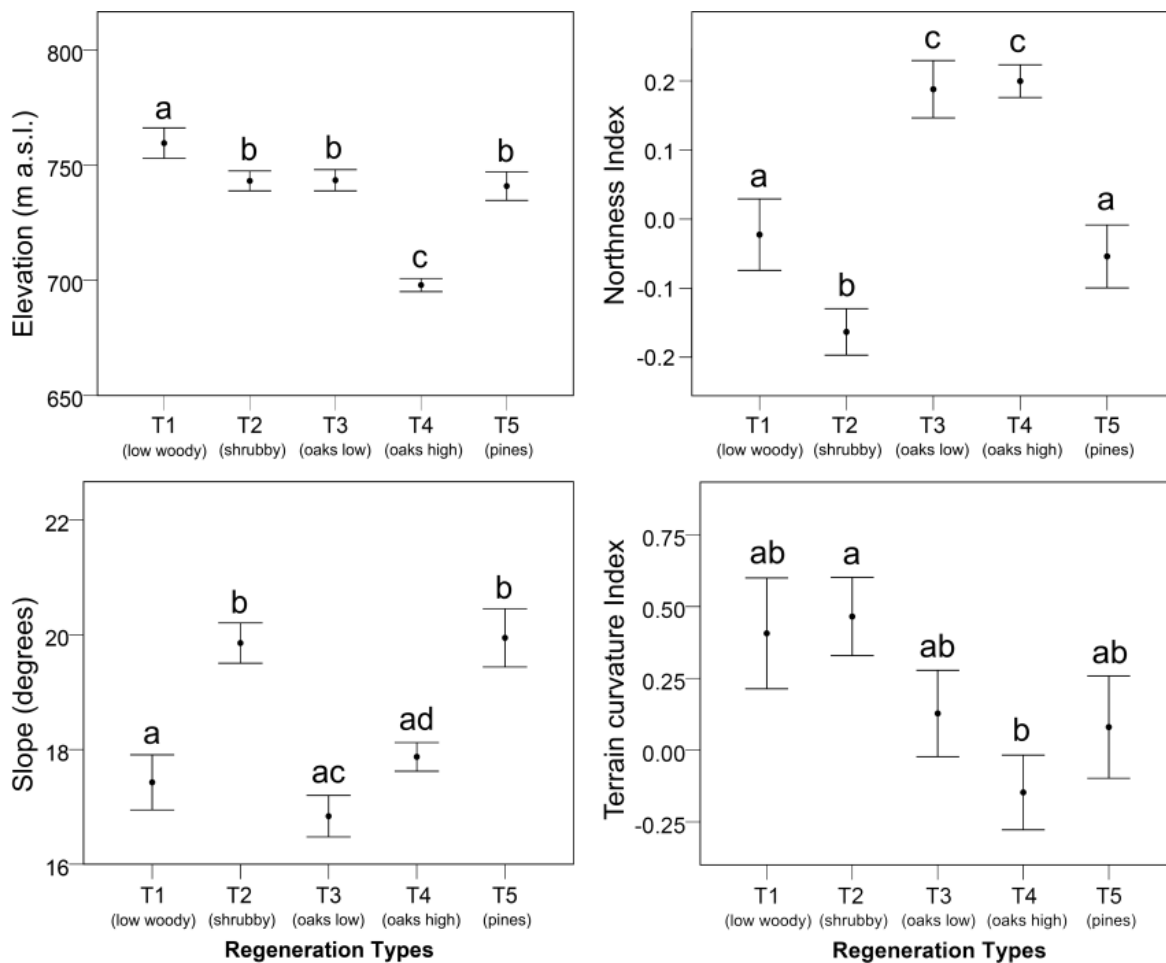 Elevation (m a.s.l.)
800
750
700
650
a
b
b
c
b
T1 T2 T3 T4 T5
(low woody) (shrubby) (oaks low) (oaks high) (pines)
Northness Index
0.2
0.1
0.0
-0.1
-0.2
a
b
c
c
a
T1 T2 T3 T4 T5
(low woody) (shrubby) (oaks low) (oaks high) (pines)
Slope (degrees)
22
20
18
16
a
b
ac
ad
b
T1 T2 T3 T4 T5
(low woody) (shrubby) (oaks low) (oaks high) (pines)
Regeneration Types
Terrain curvature Index
0.75
0.50
0.25
0.00
-0.25
ab
a
ab
b
ab
T1 T2 T3 T4 T5
(low woody) (shrubby) (oaks low) (oaks high) (pines)
Regeneration Types